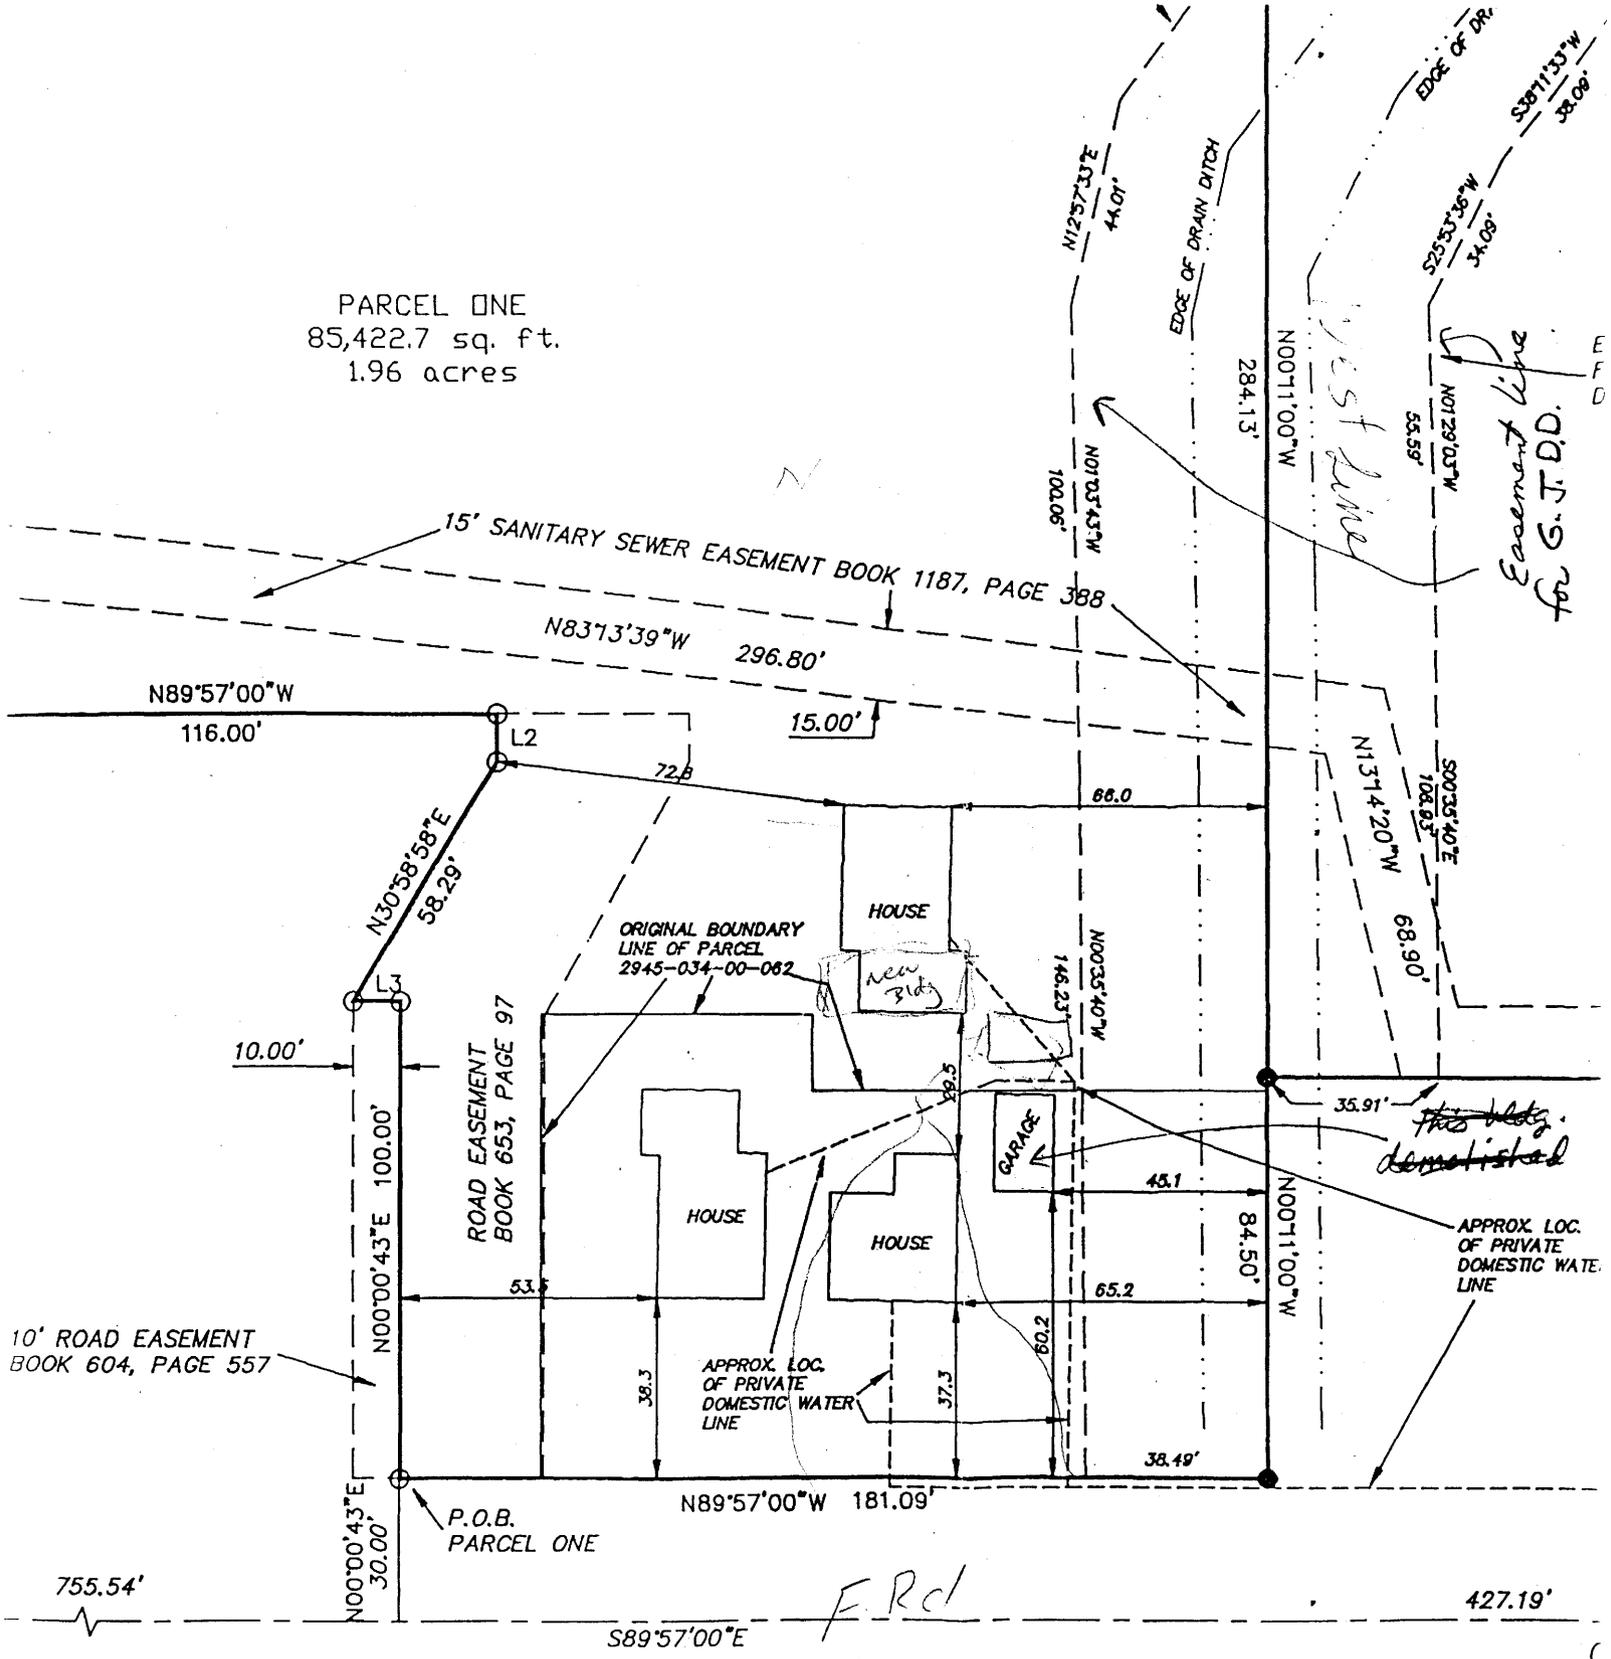 EDGE OF DR.
S38°11'33"W
38.09'
N12°57'33"E
44.01'
EDGE OF DRAIN DITCH
S25°53'36"W
34.09'
PARCEL ONE
85,422.7 sq. ft.
1.96 acres
N00°11'00"W
284.13'
West Line
N01°29'03"W
55.59'
Easement line
for G.J.D.D.
E
F
D
N
N01°03'43"W
100.06'
15' SANITARY SEWER EASEMENT BOOK 1187, PAGE 388
N83°13'39"W
296.80'
N89°57'00"W
116.00'
L2
15.00'
72.8
66.0
N13°14'20"W
68.90'
S00°35'40"E
106.93'
N30°58'58"E
58.29'
HOUSE
ORIGINAL BOUNDARY
LINE OF PARCEL
2945-034-00-062
New
Bldg
N00°35'40"W
146.23'
L3
10.00'
ROAD EASEMENT
BOOK 653, PAGE 97
29.5
35.91'
This bldg.
demolished
GARAGE
N00°00'43"E 100.00'
HOUSE
HOUSE
45.1
N00°11'00"W
84.50'
APPROX. LOC.
OF PRIVATE
DOMESTIC WATE
LINE
53.5
65.2
60.2
10' ROAD EASEMENT
BOOK 604, PAGE 557
38.3
APPROX. LOC.
OF PRIVATE
DOMESTIC WATER
LINE
37.3
38.49'
N89°57'00"W 181.09'
P.O.B.
PARCEL ONE
N00°00'43"E
30.00'
755.54'
F. Rd
427.19'
S89°57'00"E